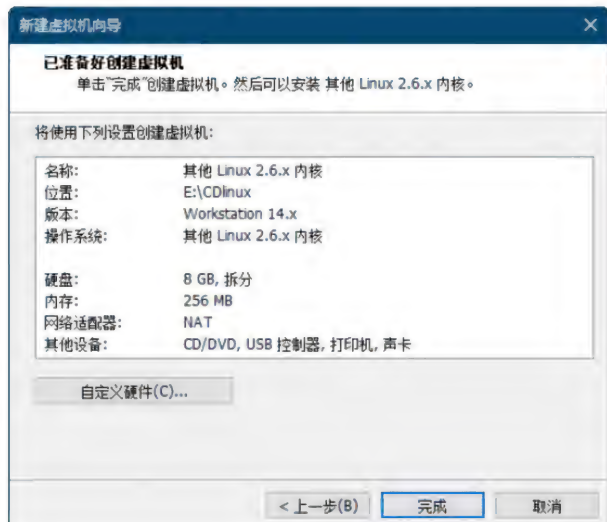 新建虚拟机向导
已准备好创建虚拟机
单击"完成"创建虚拟机。然后可以安装 其他 Linux 2.6.x 内核。
将使用下列设置创建虚拟机:
名称: 其他 Linux 2.6.x 内核
位置: E:\CDlinux
版本: Workstation 14.x
操作系统: 其他 Linux 2.6.x 内核
硬盘: 8 GB, 拆分
内存: 256 MB
网络适配器: NAT
其他设备: CD/DVD, USB 控制器, 打印机, 声卡
自定义硬件(C)...
< 上一步(B) 完成 取消